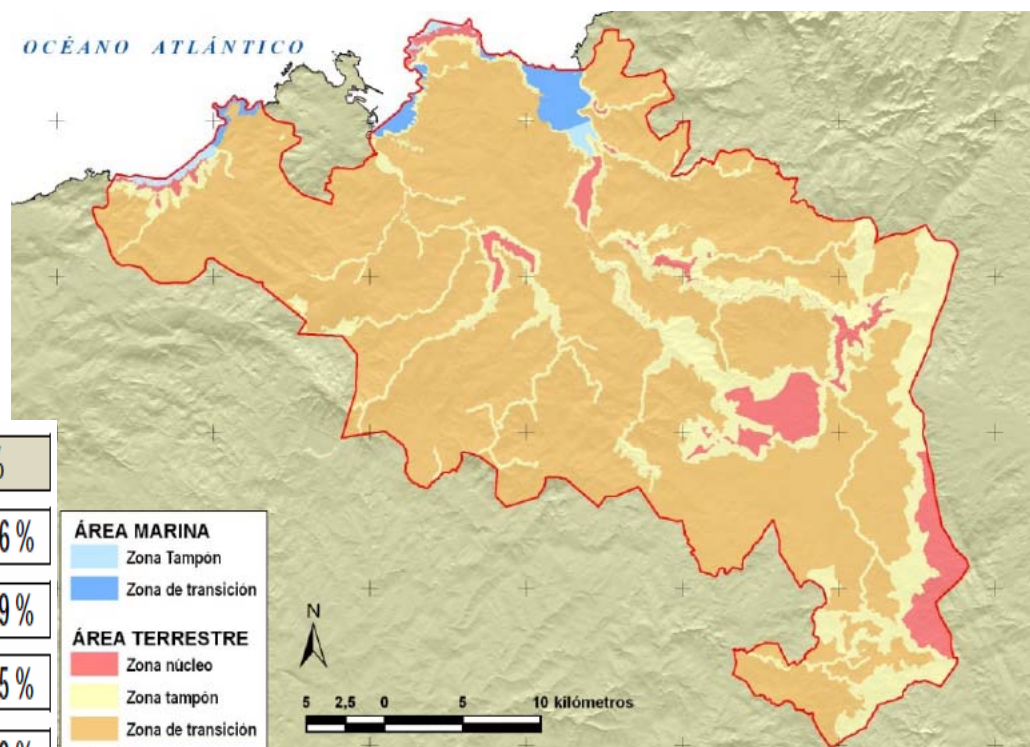 OCÉANO ATLÁNTICO
%
6 %
9 %
5 %
ÁREA MARINA
Zona Tampón
Zona de transición
ÁREA TERRESTRE
Zona núcleo
Zona tampón
Zona de transición
N
5 2,5 0 5 10 kilómetros